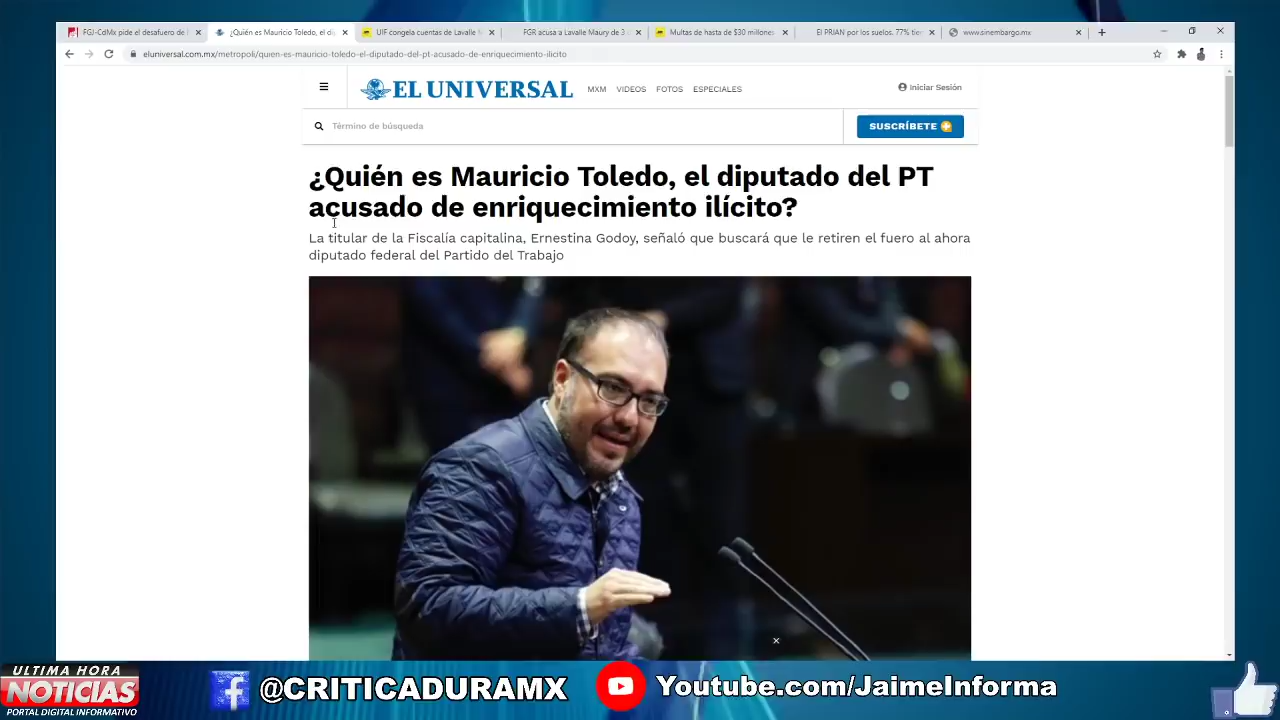 FGJ-CdMx pide el desafuero de
¿Quién es Mauricio Toledo, el di
UIF congela cuentas de Lavalle M
FGR acusa a Lavalle Maury de 3
Multas de hasta de $30 millones
El PRIAN por los suelos. 77% tie
www.sinembargo.mx
eluniversal.com.mx/metropoli/quien-es-mauricio-toledo-el-diputado-del-pt-acusado-de-enriquecimiento-ilicito
EL UNIVERSAL
MXM VIDEOS FOTOS ESPECIALES
Iniciar Sesión
Término de búsqueda
SUSCRÍBETE
¿Quién es Mauricio Toledo, el diputado del PT
acusado de enriquecimiento ilícito?
La titular de la Fiscalía capitalina, Ernestina Godoy, señaló que buscará que le retiren el fuero al ahora
diputado federal del Partido del Trabajo
ULTIMA HORA
NOTICIAS
PORTAL DIGITAL INFORMATIVO
@CRITICADURAMX
Youtube.com/JaimeInforma